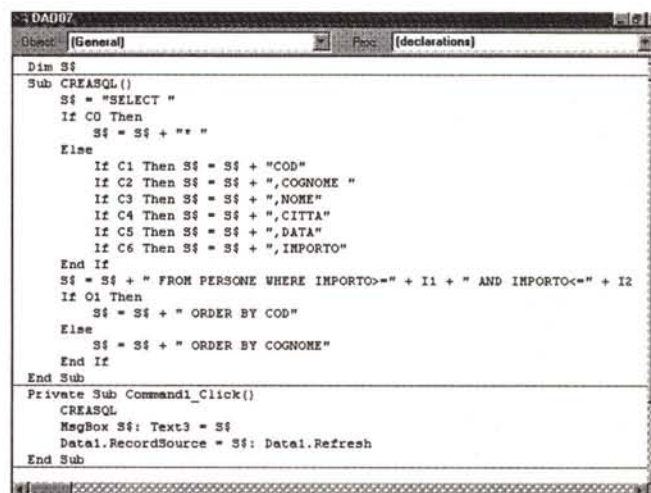 DAD07
Object: (General) Proc: (declarations)
Dim S$
Sub CREASQL()
S$ = "SELECT "
If C0 Then
S$ = S$ + "* "
Else
If C1 Then S$ = S$ + "COD"
If C2 Then S$ = S$ + ",COGNOME "
If C3 Then S$ = S$ + ",NOME"
If C4 Then S$ = S$ + ",CITTA"
If C5 Then S$ = S$ + ",DATA"
If C6 Then S$ = S$ + ",IMPORTO"
End If
S$ = S$ + " FROM PERSONE WHERE IMPORTO>=" + I1 + " AND IMPORTO<=" + I2
If O1 Then
S$ = S$ + " ORDER BY COD"
Else
S$ = S$ + " ORDER BY COGNOME"
End If
End Sub
Private Sub Command1_Click()
CREASQL
MsgBox S$: Text3 = S$
Data1.RecordSource = S$: Data1.Refresh
End Sub